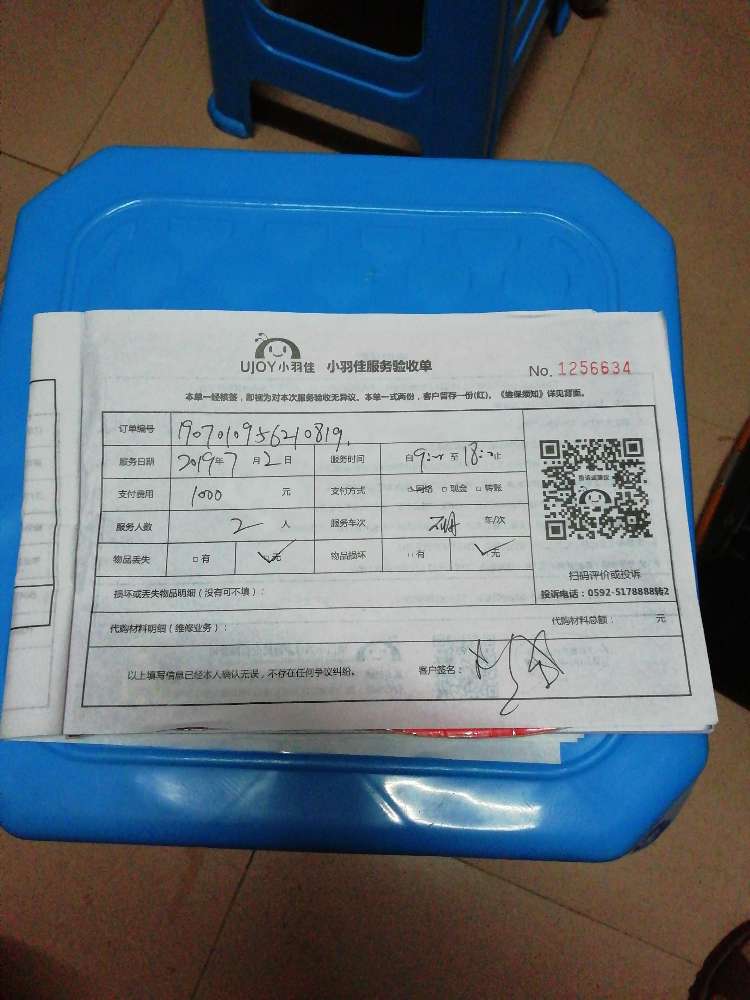 UJOY小羽佳 小羽佳服务验收单 No. 1256634
本单一经核签，即视为对本次服务验收无异议、本单一式两份，客户暂存一份(红)。《维保须知》详见背面。
订单编号 190701095621 0819
服务日期 2019年7月2日 服务时间 自9: 至18: 止
支付费用 1000 元 支付方式 网络 现金 转账
服务人数 2 人 服务车次 车/次
物品丢失 有 无 物品损坏 有 无
扫码评价或投诉
投诉电话：0592-5178888转2
损坏或丢失物品明细（没有可不填）：
代购材料明细（维修业务）： 代购材料总额： 元
以上填写信息已经本人确认无误，不存在任何争议纠纷。 客户签名：